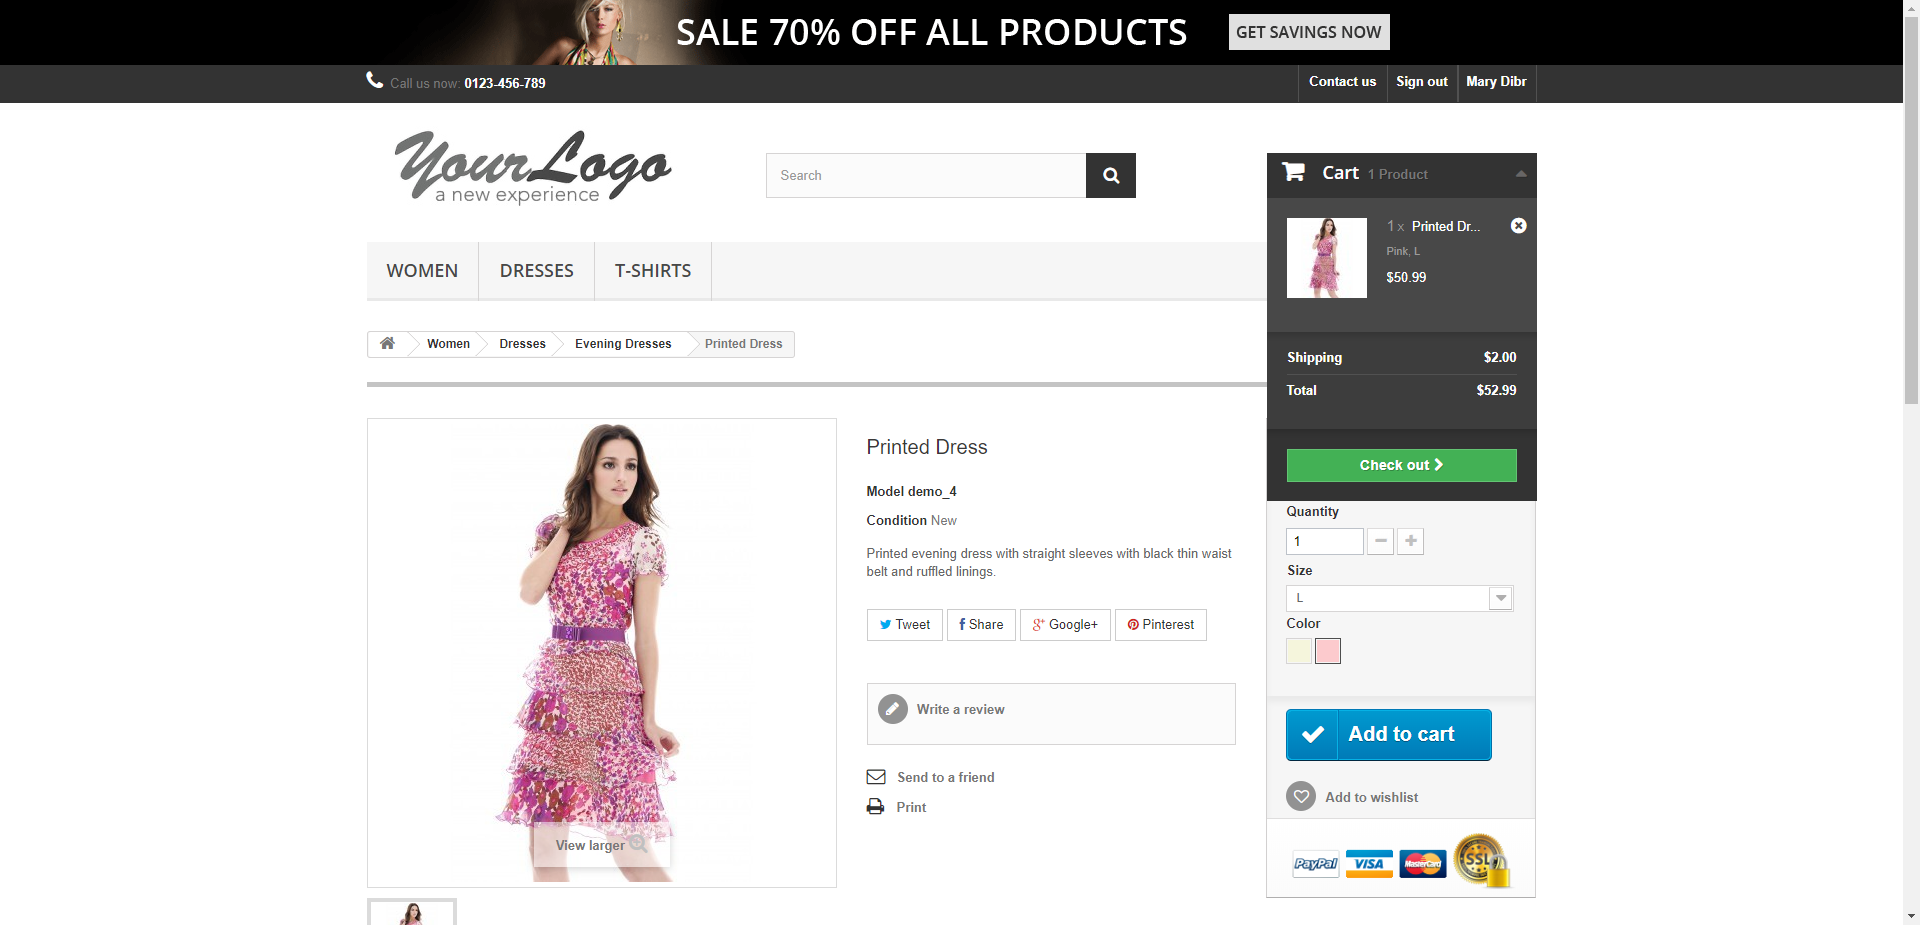 SALE 70% OFF ALL PRODUCTS GET SAVINGS NOW
Call us now: 0123-456-789
Contact us Sign out Mary Dibr
Your Logo
a new experience
Search
Cart 1 Product
1 x Printed Dr...
Pink, L
$50.99
Shipping $2.00
Total $52.99
Check out
WOMEN DRESSES T-SHIRTS
Women Dresses Evening Dresses Printed Dress
View larger
Printed Dress
Model demo_4
Condition New
Printed evening dress with straight sleeves with black thin waist
belt and ruffled linings.
Tweet Share Google+ Pinterest
Write a review
Send to a friend
Print
Quantity
1
Size
L
Color
Add to cart
Add to wishlist
PayPal VISA MasterCard SSL